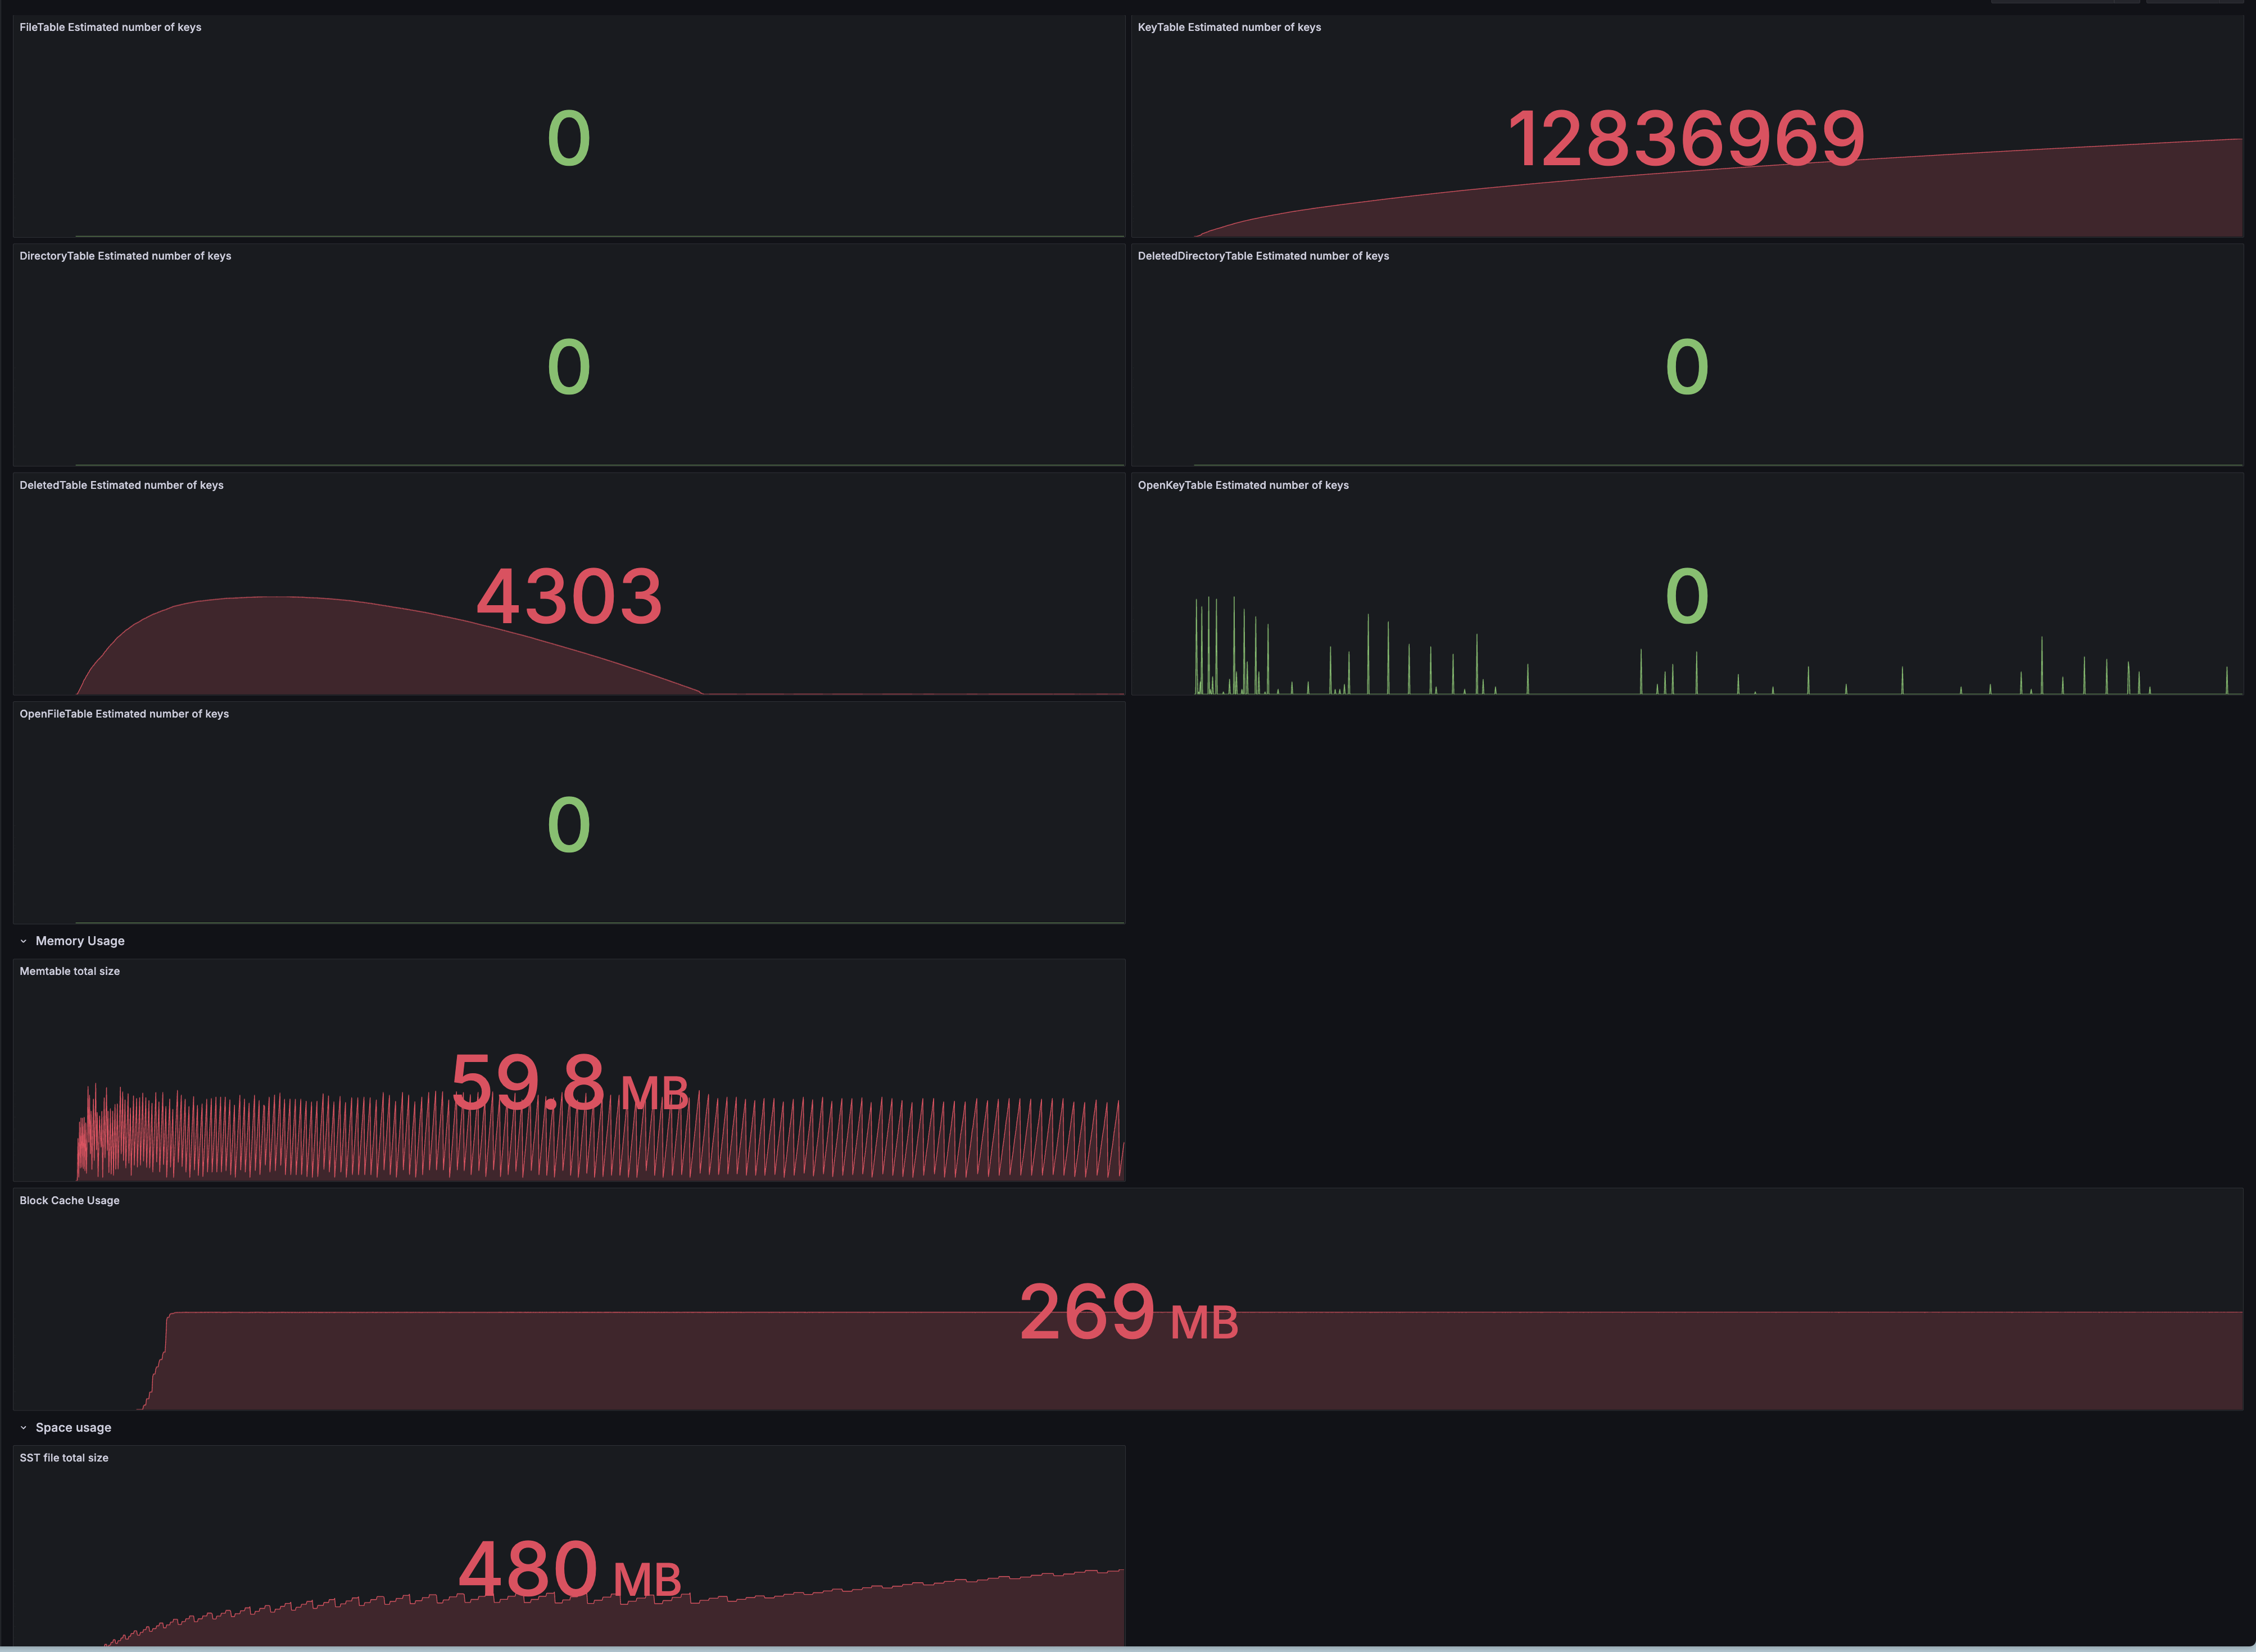 FileTable Estimated number of keys
0
KeyTable Estimated number of keys
12836969
DirectoryTable Estimated number of keys
0
DeletedDirectoryTable Estimated number of keys
0
DeletedTable Estimated number of keys
4303
OpenKeyTable Estimated number of keys
0
OpenFileTable Estimated number of keys
0
Memory Usage
Memtable total size
59.8 MB
Block Cache Usage
269 MB
Space usage
SST file total size
480 MB